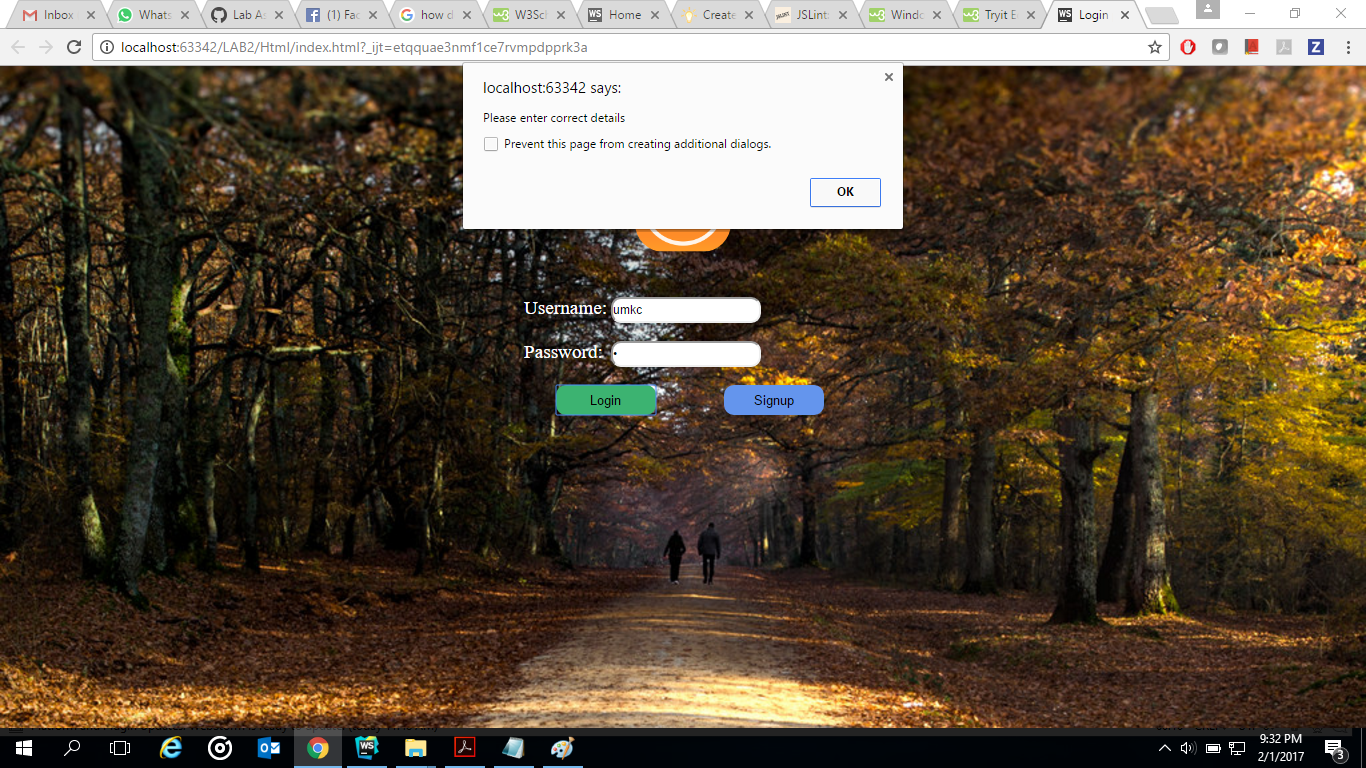 Inbox
Whats
Lab As
(1) Fac
how d
W3Sch
Home
Create
JSLint:
Windo
Tryit E
Login
localhost:63342/LAB2/Html/index.html?_ijt=etqquae3nmf1ce7rvmpdpprk3a
localhost:63342 says:
Please enter correct details
Prevent this page from creating additional dialogs.
OK
Username: umkc
Password:
Login Signup
9:32 PM
2/1/2017
3